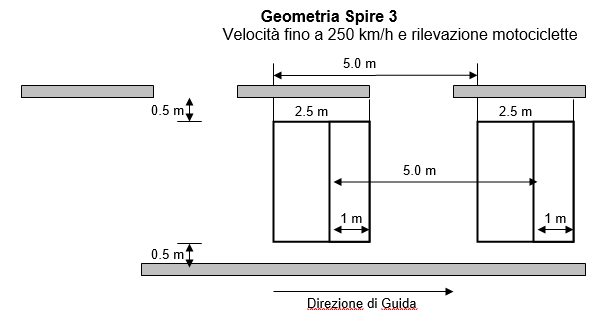 Geometria Spire 3
Velocità fino a 250 km/h e rilevazione motociclette
5.0 m
0.5 m
2.5 m
2.5 m
5.0 m
1 m
1 m
0.5 m
Direzione di Guida